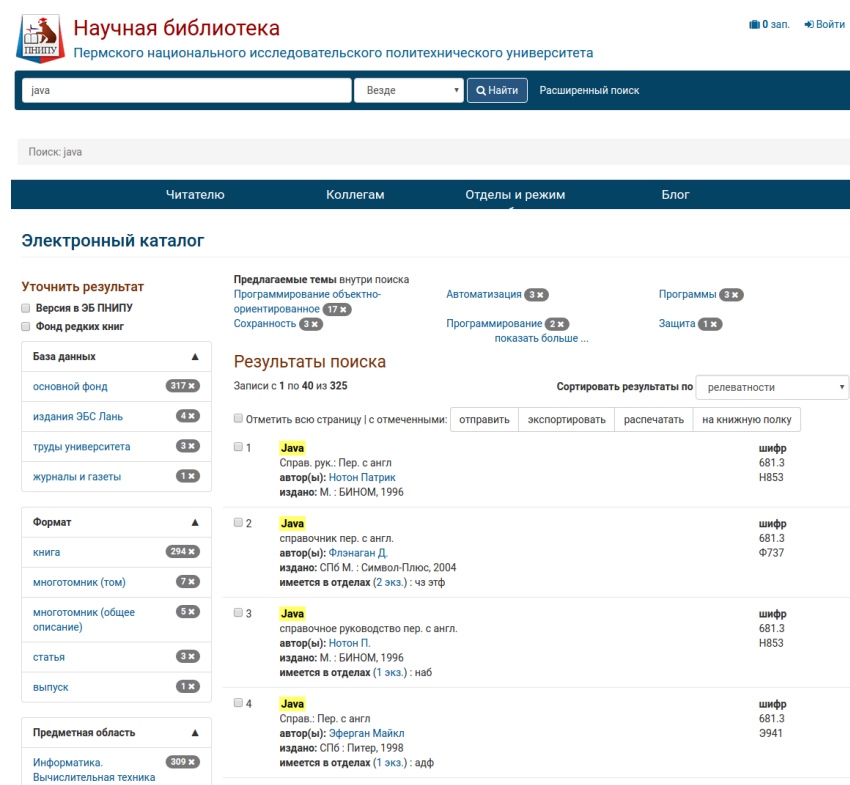 ПНИПУ
Научная библиотека
Пермского национального исследовательского политехнического университета
0 зап. Войти
java Везде Найти Расширенный поиск
Поиск: java
Читателю Коллегам Отделы и режим Блог
Электронный каталог
Уточнить результат
Версия в ЭБ ПНИПУ
Фонд редких книг
База данных ▲
основной фонд 317 ×
издания ЭБС Лань 4 ×
труды университета 3 ×
журналы и газеты 1 ×
Формат ▲
книга 294 ×
многотомник (том) 7 ×
многотомник (общее 5 ×
описание)
статья 3 ×
выпуск 1 ×
Предметная область ▲
Информатика. 309 ×
Вычислительная техника
Предлагаемые темы внутри поиска
Программирование объектно-
ориентированное 17 ×
Автоматизация 3 ×
Программы 3 ×
Сохранность 3 ×
Программирование 2 ×
Защита 1 ×
показать больше ...
Результаты поиска
Записи с 1 по 40 из 325
Сортировать результаты по релеватности
Отметить всю страницу | с отмеченными: отправить экспортировать распечатать на книжную полку
1 Java шифр
Справ. рук.: Пер. с англ 681.3
автор(ы): Нотон Патрик Н853
издано: М. : БИНОМ, 1996
2 Java шифр
справочник пер. с англ. 681.3
автор(ы): Флэнаган Д. Ф737
издано: СПб М. : Символ-Плюс, 2004
имеется в отделах (2 экз.) : чз этф
3 Java шифр
справочное руководство пер. с англ. 681.3
автор(ы): Нотон П. Н853
издано: М. : БИНОМ, 1996
имеется в отделах (1 экз.) : наб
4 Java шифр
Справ.: Пер. с англ 681.3
автор(ы): Эферган Майкл Э941
издано: СПб : Питер, 1998
имеется в отделах (1 экз.) : адф